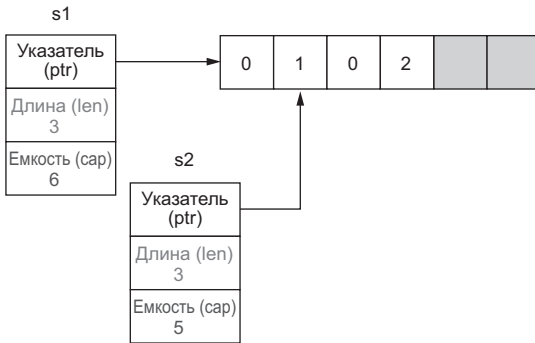 s1
Указатель
(ptr)
Длина (len)
3
Емкость (cap)
6
0 1 0 2
s2
Указатель
(ptr)
Длина (len)
3
Емкость (cap)
5